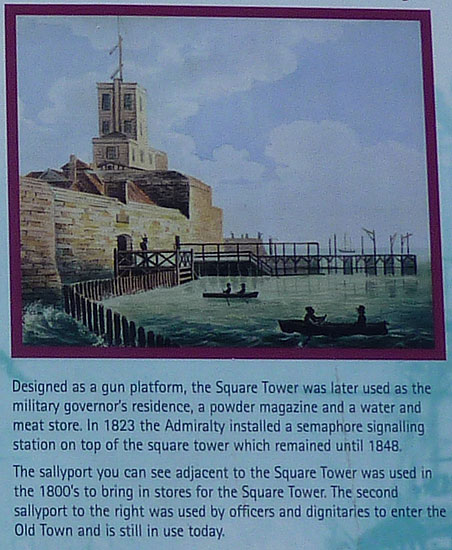 Designed as a gun platform, the Square Tower was later used as the
military governor's residence, a powder magazine and a water and
meat store. In 1823 the Admiralty installed a semaphore signalling
station on top of the square tower which remained until 1848.
The sallyport you can see adjacent to the Square Tower was used in
the 1800's to bring in stores for the Square Tower. The second
sallyport to the right was used by officers and dignitaries to enter the
Old Town and is still in use today.